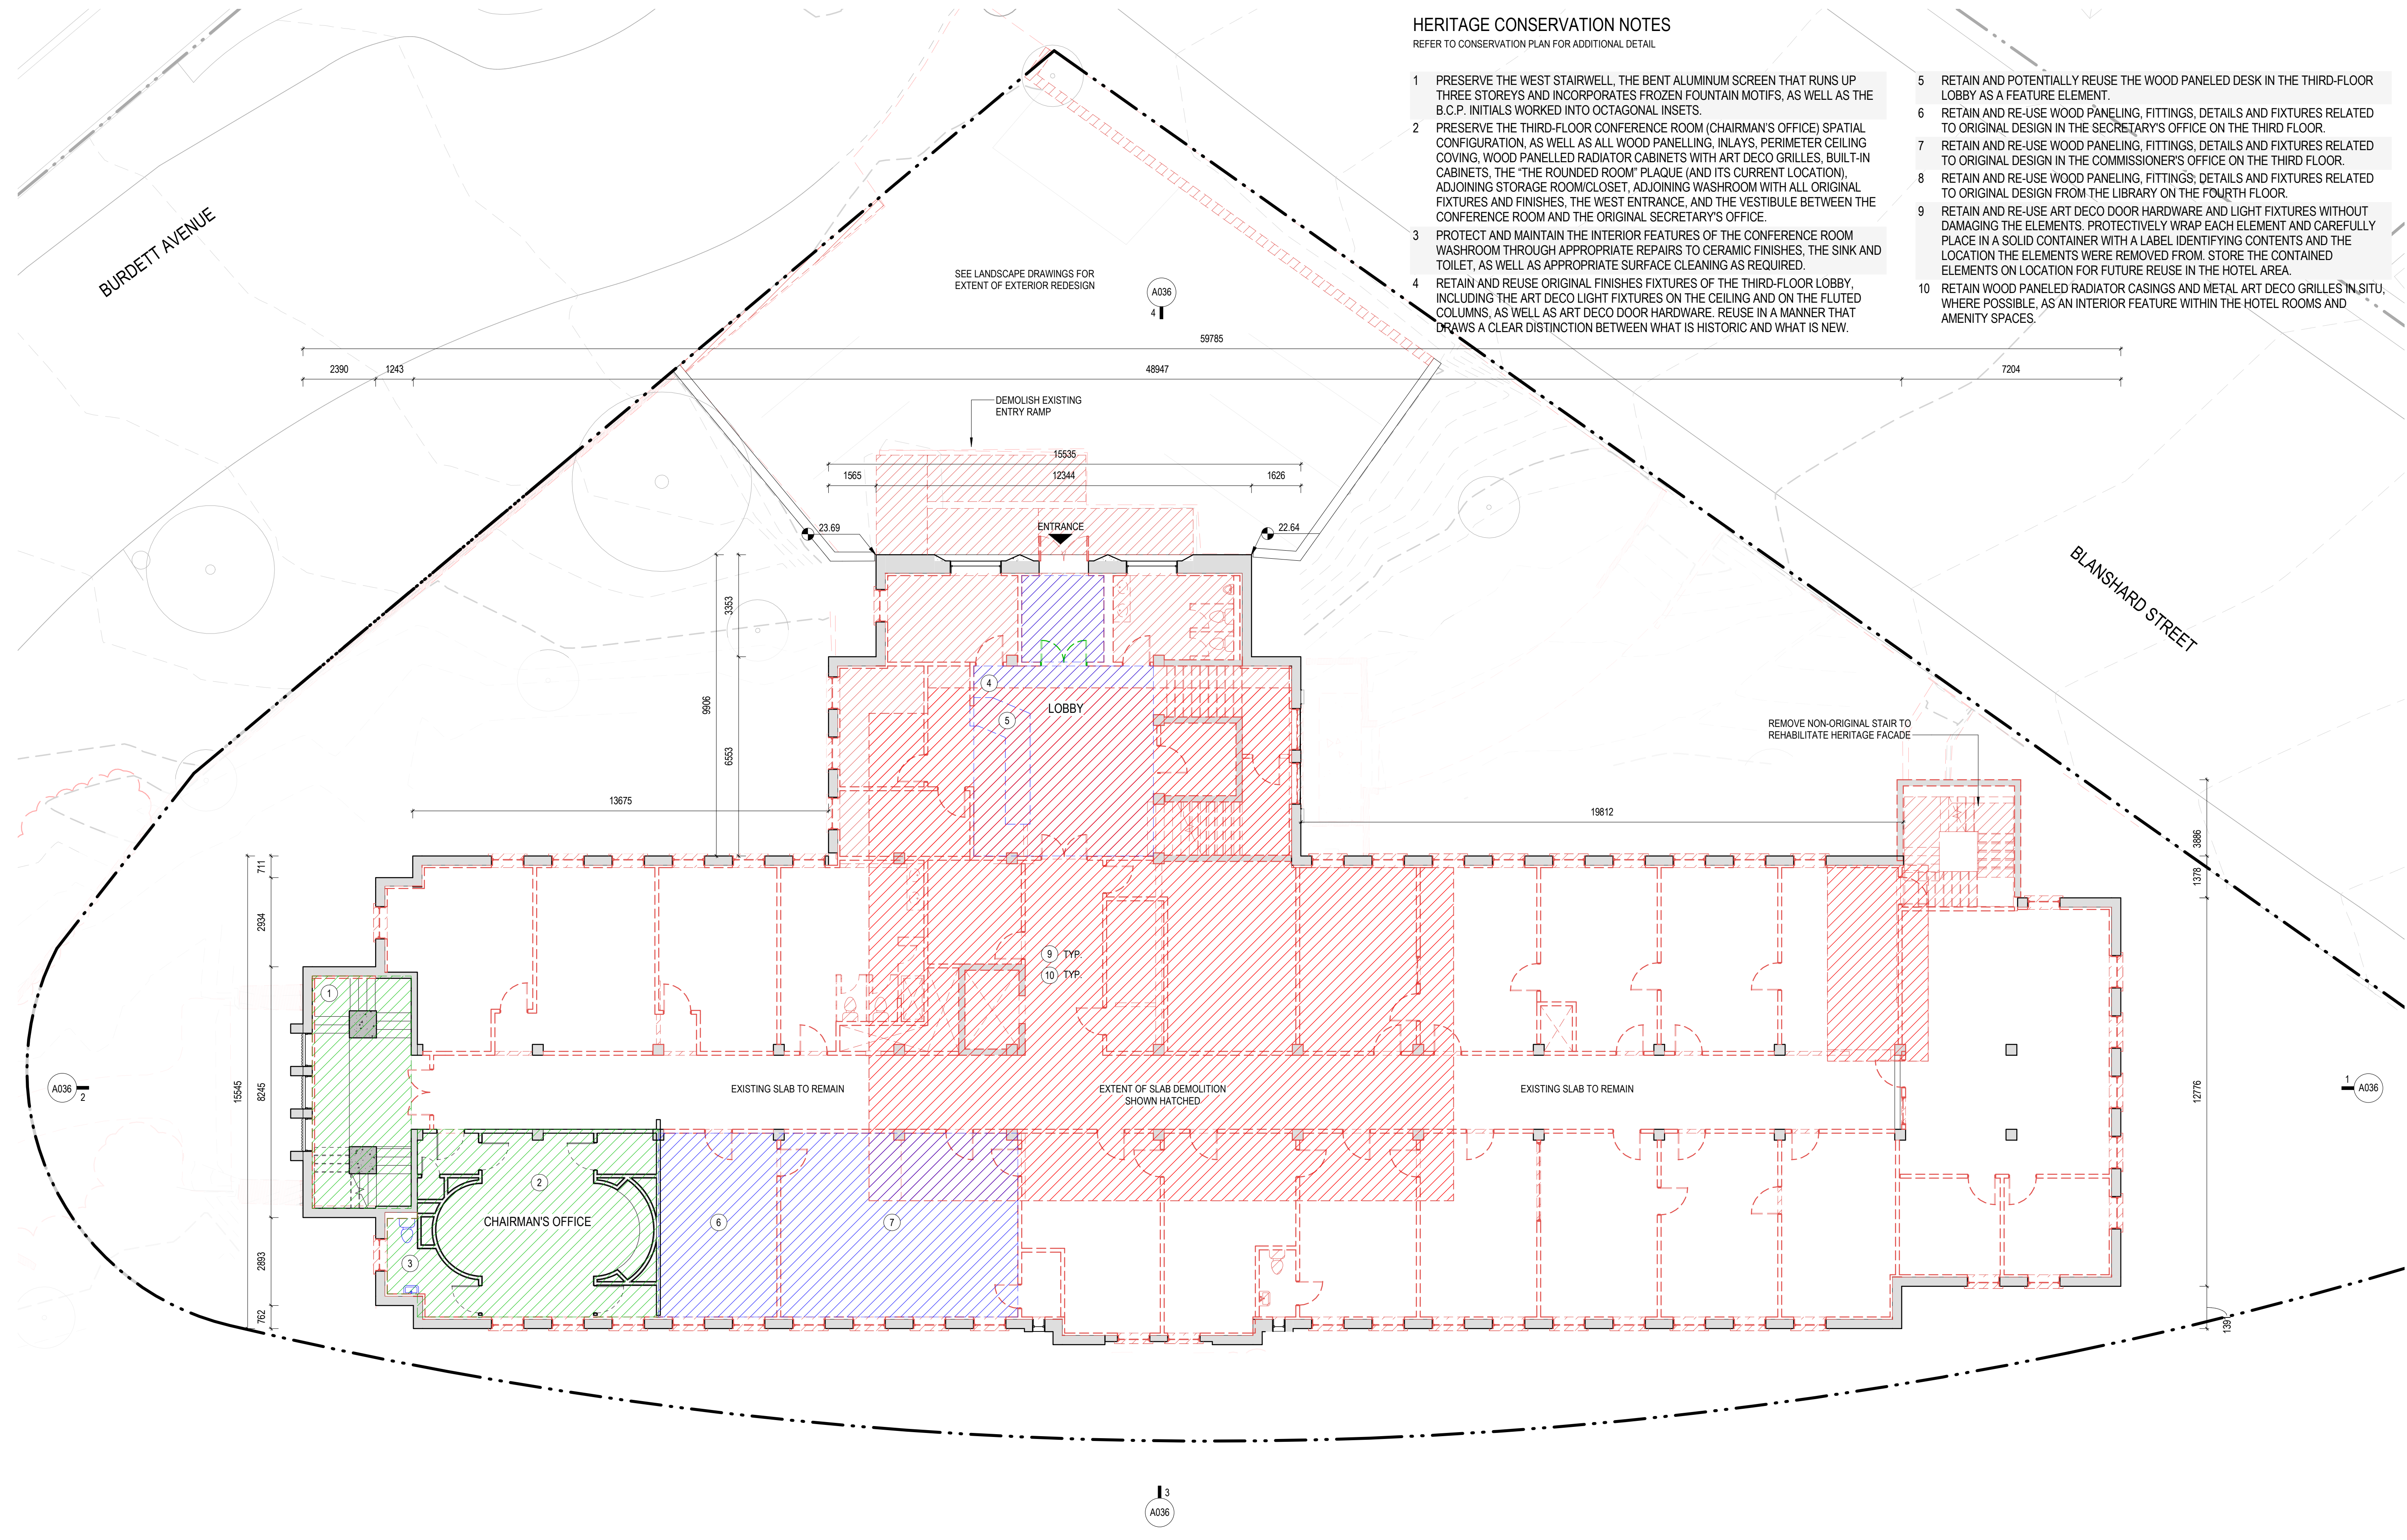 HERITAGE CONSERVATION NOTES
REFER TO CONSERVATION PLAN FOR ADDITIONAL DETAIL
1 PRESERVE THE WEST STAIRWELL, THE BENT ALUMINUM SCREEN THAT RUNS UP
THREE STOREYS AND INCORPORATES FROZEN FOUNTAIN MOTIFS, AS WELL AS THE
B.C.P. INITIALS WORKED INTO OCTAGONAL INSETS.
2 PRESERVE THE THIRD-FLOOR CONFERENCE ROOM (CHAIRMAN'S OFFICE) SPATIAL
CONFIGURATION, AS WELL AS ALL WOOD PANELLING, INLAYS, PERIMETER CEILING
COVING, WOOD PANELLED RADIATOR CABINETS WITH ART DECO GRILLES, BUILT-IN
CABINETS, THE “THE ROUNDED ROOM” PLAQUE (AND ITS CURRENT LOCATION),
ADJOINING STORAGE ROOM/CLOSET, ADJOINING WASHROOM WITH ALL ORIGINAL
FIXTURES AND FINISHES, THE WEST ENTRANCE, AND THE VESTIBULE BETWEEN THE
CONFERENCE ROOM AND THE ORIGINAL SECRETARY'S OFFICE.
3 PROTECT AND MAINTAIN THE INTERIOR FEATURES OF THE CONFERENCE ROOM
WASHROOM THROUGH APPROPRIATE REPAIRS TO CERAMIC FINISHES, THE SINK AND
TOILET, AS WELL AS APPROPRIATE SURFACE CLEANING AS REQUIRED.
4 RETAIN AND REUSE ORIGINAL FINISHES FIXTURES OF THE THIRD-FLOOR LOBBY,
INCLUDING THE ART DECO LIGHT FIXTURES ON THE CEILING AND ON THE FLUTED
COLUMNS, AS WELL AS ART DECO DOOR HARDWARE. REUSE IN A MANNER THAT
DRAWS A CLEAR DISTINCTION BETWEEN WHAT IS HISTORIC AND WHAT IS NEW.
5 RETAIN AND POTENTIALLY REUSE THE WOOD PANELED DESK IN THE THIRD-FLOOR
LOBBY AS A FEATURE ELEMENT.
6 RETAIN AND RE-USE WOOD PANELING, FITTINGS, DETAILS AND FIXTURES RELATED
TO ORIGINAL DESIGN IN THE SECRETARY'S OFFICE ON THE THIRD FLOOR.
7 RETAIN AND RE-USE WOOD PANELING, FITTINGS, DETAILS AND FIXTURES RELATED
TO ORIGINAL DESIGN IN THE COMMISSIONER'S OFFICE ON THE THIRD FLOOR.
8 RETAIN AND RE-USE WOOD PANELING, FITTINGS, DETAILS AND FIXTURES RELATED
TO ORIGINAL DESIGN FROM THE LIBRARY ON THE FOURTH FLOOR.
9 RETAIN AND RE-USE ART DECO DOOR HARDWARE AND LIGHT FIXTURES WITHOUT
DAMAGING THE ELEMENTS. PROTECTIVELY WRAP EACH ELEMENT AND CAREFULLY
PLACE IN A SOLID CONTAINER WITH A LABEL IDENTIFYING CONTENTS AND THE
LOCATION THE ELEMENTS WERE REMOVED FROM. STORE THE CONTAINED
ELEMENTS ON LOCATION FOR FUTURE REUSE IN THE HOTEL AREA.
10 RETAIN WOOD PANELED RADIATOR CASINGS AND METAL ART DECO GRILLES IN SITU,
WHERE POSSIBLE, AS AN INTERIOR FEATURE WITHIN THE HOTEL ROOMS AND
AMENITY SPACES.
BURDETT AVENUE
SEE LANDSCAPE DRAWINGS FOR
EXTENT OF EXTERIOR REDESIGN
A036
4
59785
2390 1243 48947 7204
DEMOLISH EXISTING
ENTRY RAMP
15535
1565 12344 1626
23.69
ENTRANCE
22.64
BLANSHARD STREET
3353
9906
6553
4
5
LOBBY
REMOVE NON-ORIGINAL STAIR TO
REHABILITATE HERITAGE FACADE
13675
19812
3886
1378
711
2934
9 TYP.
10 TYP.
1
15545
8245
A036
2
EXISTING SLAB TO REMAIN
EXTENT OF SLAB DEMOLITION
SHOWN HATCHED
EXISTING SLAB TO REMAIN
12776
1
A036
2
CHAIRMAN'S OFFICE
6
7
3
2893
762
1397
3
A036